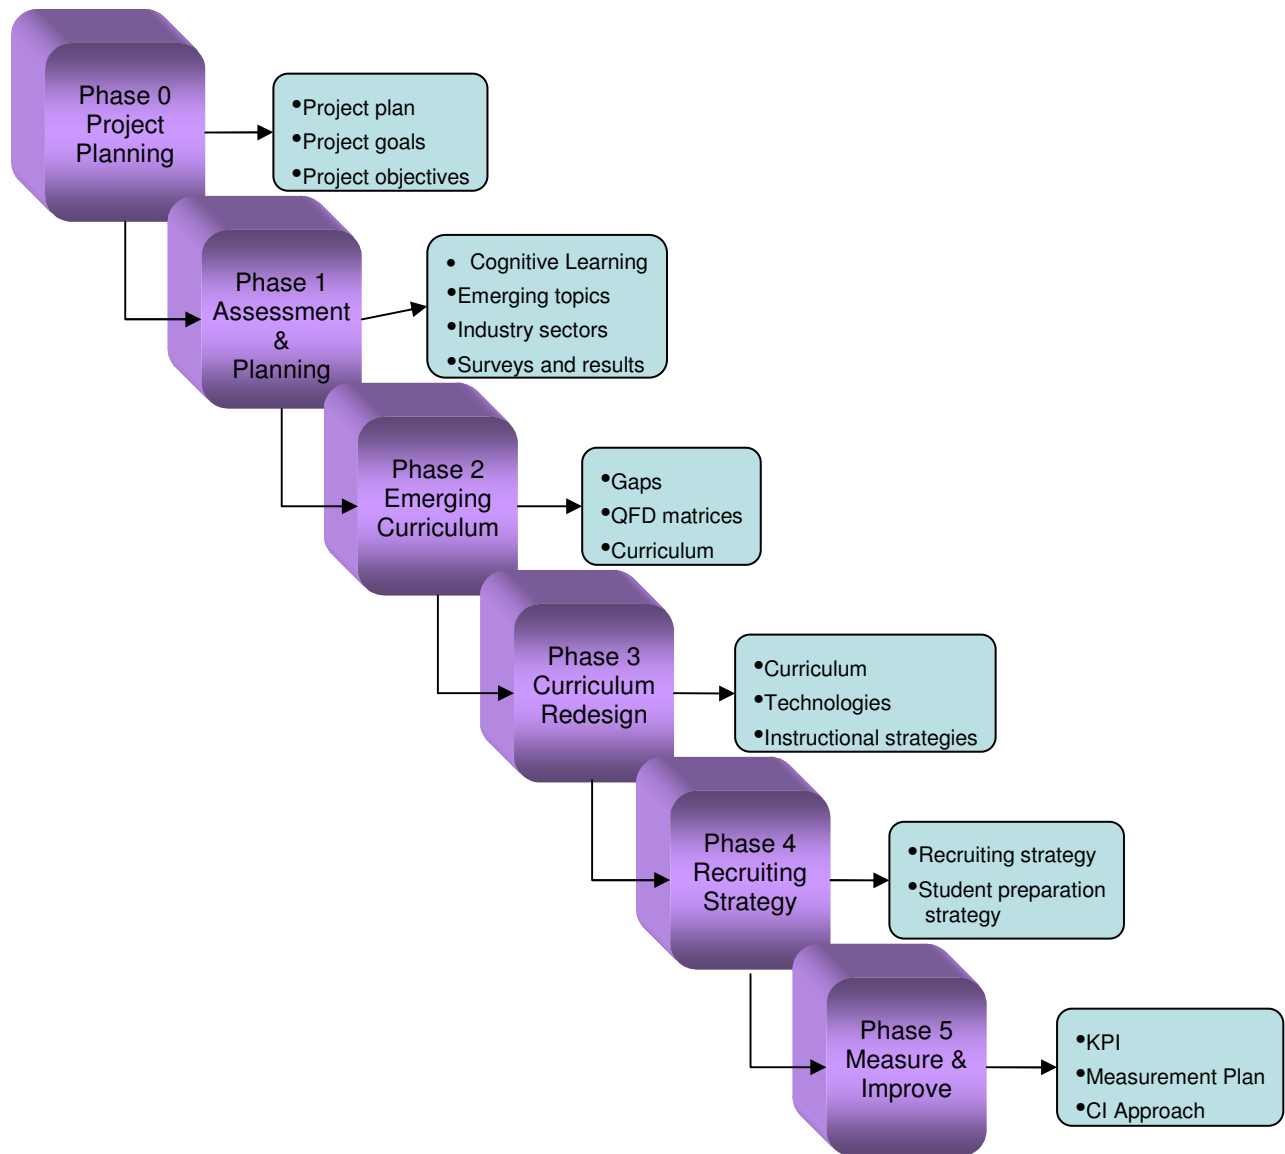 Phase 0
Project
Planning
•Project plan
•Project goals
•Project objectives
Phase 1
Assessment
&
Planning
• Cognitive Learning
•Emerging topics
•Industry sectors
•Surveys and results
Phase 2
Emerging
Curriculum
•Gaps
•QFD matrices
•Curriculum
Phase 3
Curriculum
Redesign
•Curriculum
•Technologies
•Instructional strategies
Phase 4
Recruiting
Strategy
•Recruiting strategy
•Student preparation
strategy
Phase 5
Measure &
Improve
•KPI
•Measurement Plan
•CI Approach